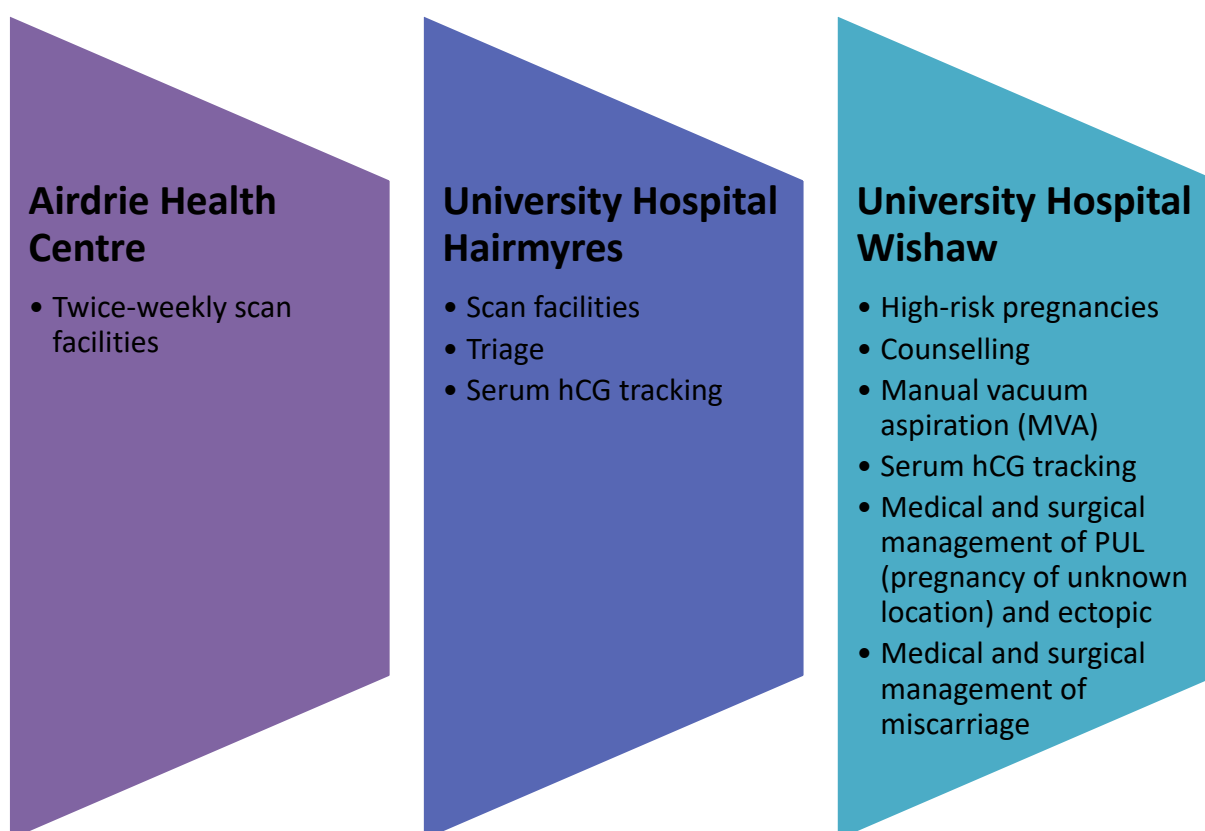 Airdrie Health
Centre
• Twice-weekly scan
facilities
University Hospital
Hairmyres
• Scan facilities
• Triage
• Serum hCG tracking
University Hospital
Wishaw
• High-risk pregnancies
• Counselling
• Manual vacuum
aspiration (MVA)
• Serum hCG tracking
• Medical and surgical
management of PUL
(pregnancy of unknown
location) and ectopic
• Medical and surgical
management of
miscarriage